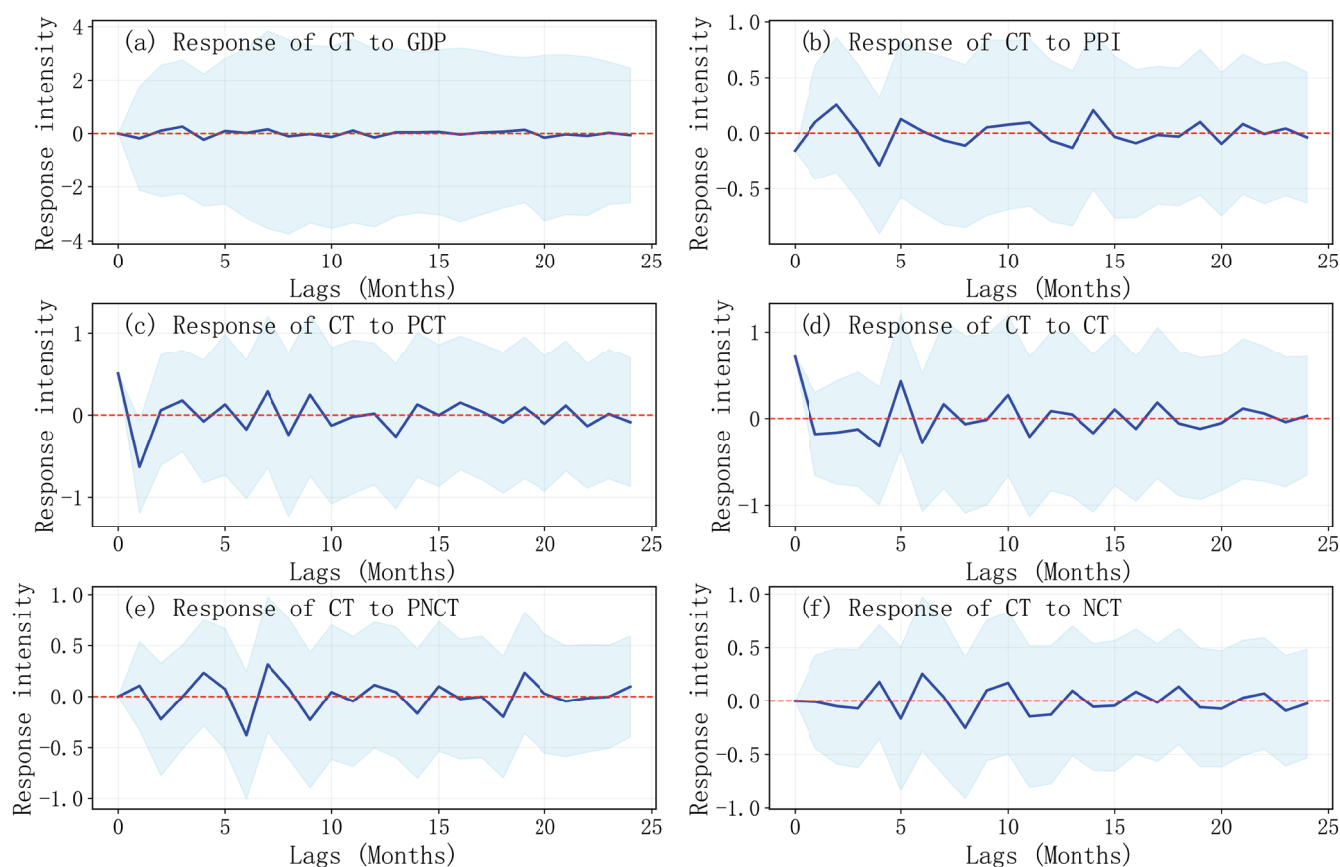 (a) Response of CT to GDP
Response intensity
4
2
0
-2
-4
0 5 10 15 20 25
Lags (Months)
(b) Response of CT to PPI
Response intensity
1.0
0.5
0.0
-0.5
0 5 10 15 20 25
Lags (Months)
(c) Response of CT to PCT
Response intensity
1
0
-1
0 5 10 15 20 25
Lags (Months)
(d) Response of CT to CT
Response intensity
1
0
-1
0 5 10 15 20 25
Lags (Months)
(e) Response of CT to PNCT
Response intensity
1.0
0.5
0.0
-0.5
-1.0
0 5 10 15 20 25
Lags (Months)
(f) Response of CT to NCT
Response intensity
1.0
0.5
0.0
-0.5
-1.0
0 5 10 15 20 25
Lags (Months)